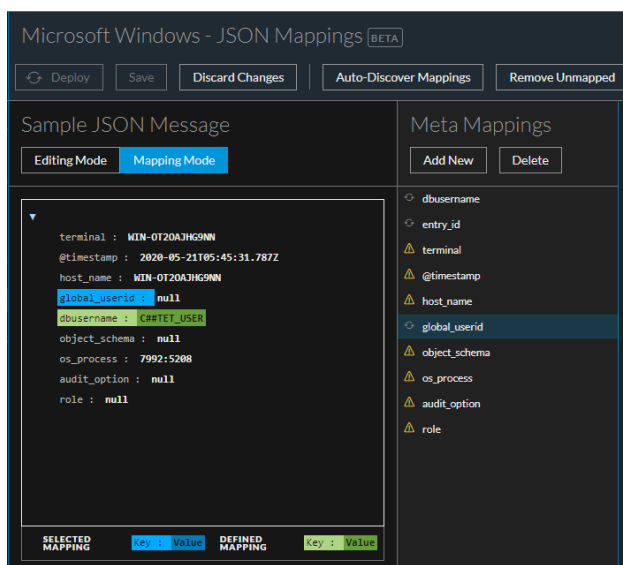 Microsoft Windows - JSON Mappings BETA
Deploy Save Discard Changes Auto-Discover Mappings Remove Unmapped
Sample JSON Message
Editing Mode Mapping Mode
terminal : WIN-OT2OAJHG9NN
@timestamp : 2020-05-21T05:45:31.787Z
host_name : WIN-OT2OAJHG9NN
global_userid : null
dbusername : C##TET_USER
object_schema : null
os_process : 7992:5208
audit_option : null
role : null
SELECTED MAPPING Key : Value DEFINED MAPPING Key : Value
Meta Mappings
Add New Delete
dbusername
entry_id
terminal
@timestamp
host_name
global_userid
object_schema
os_process
audit_option
role